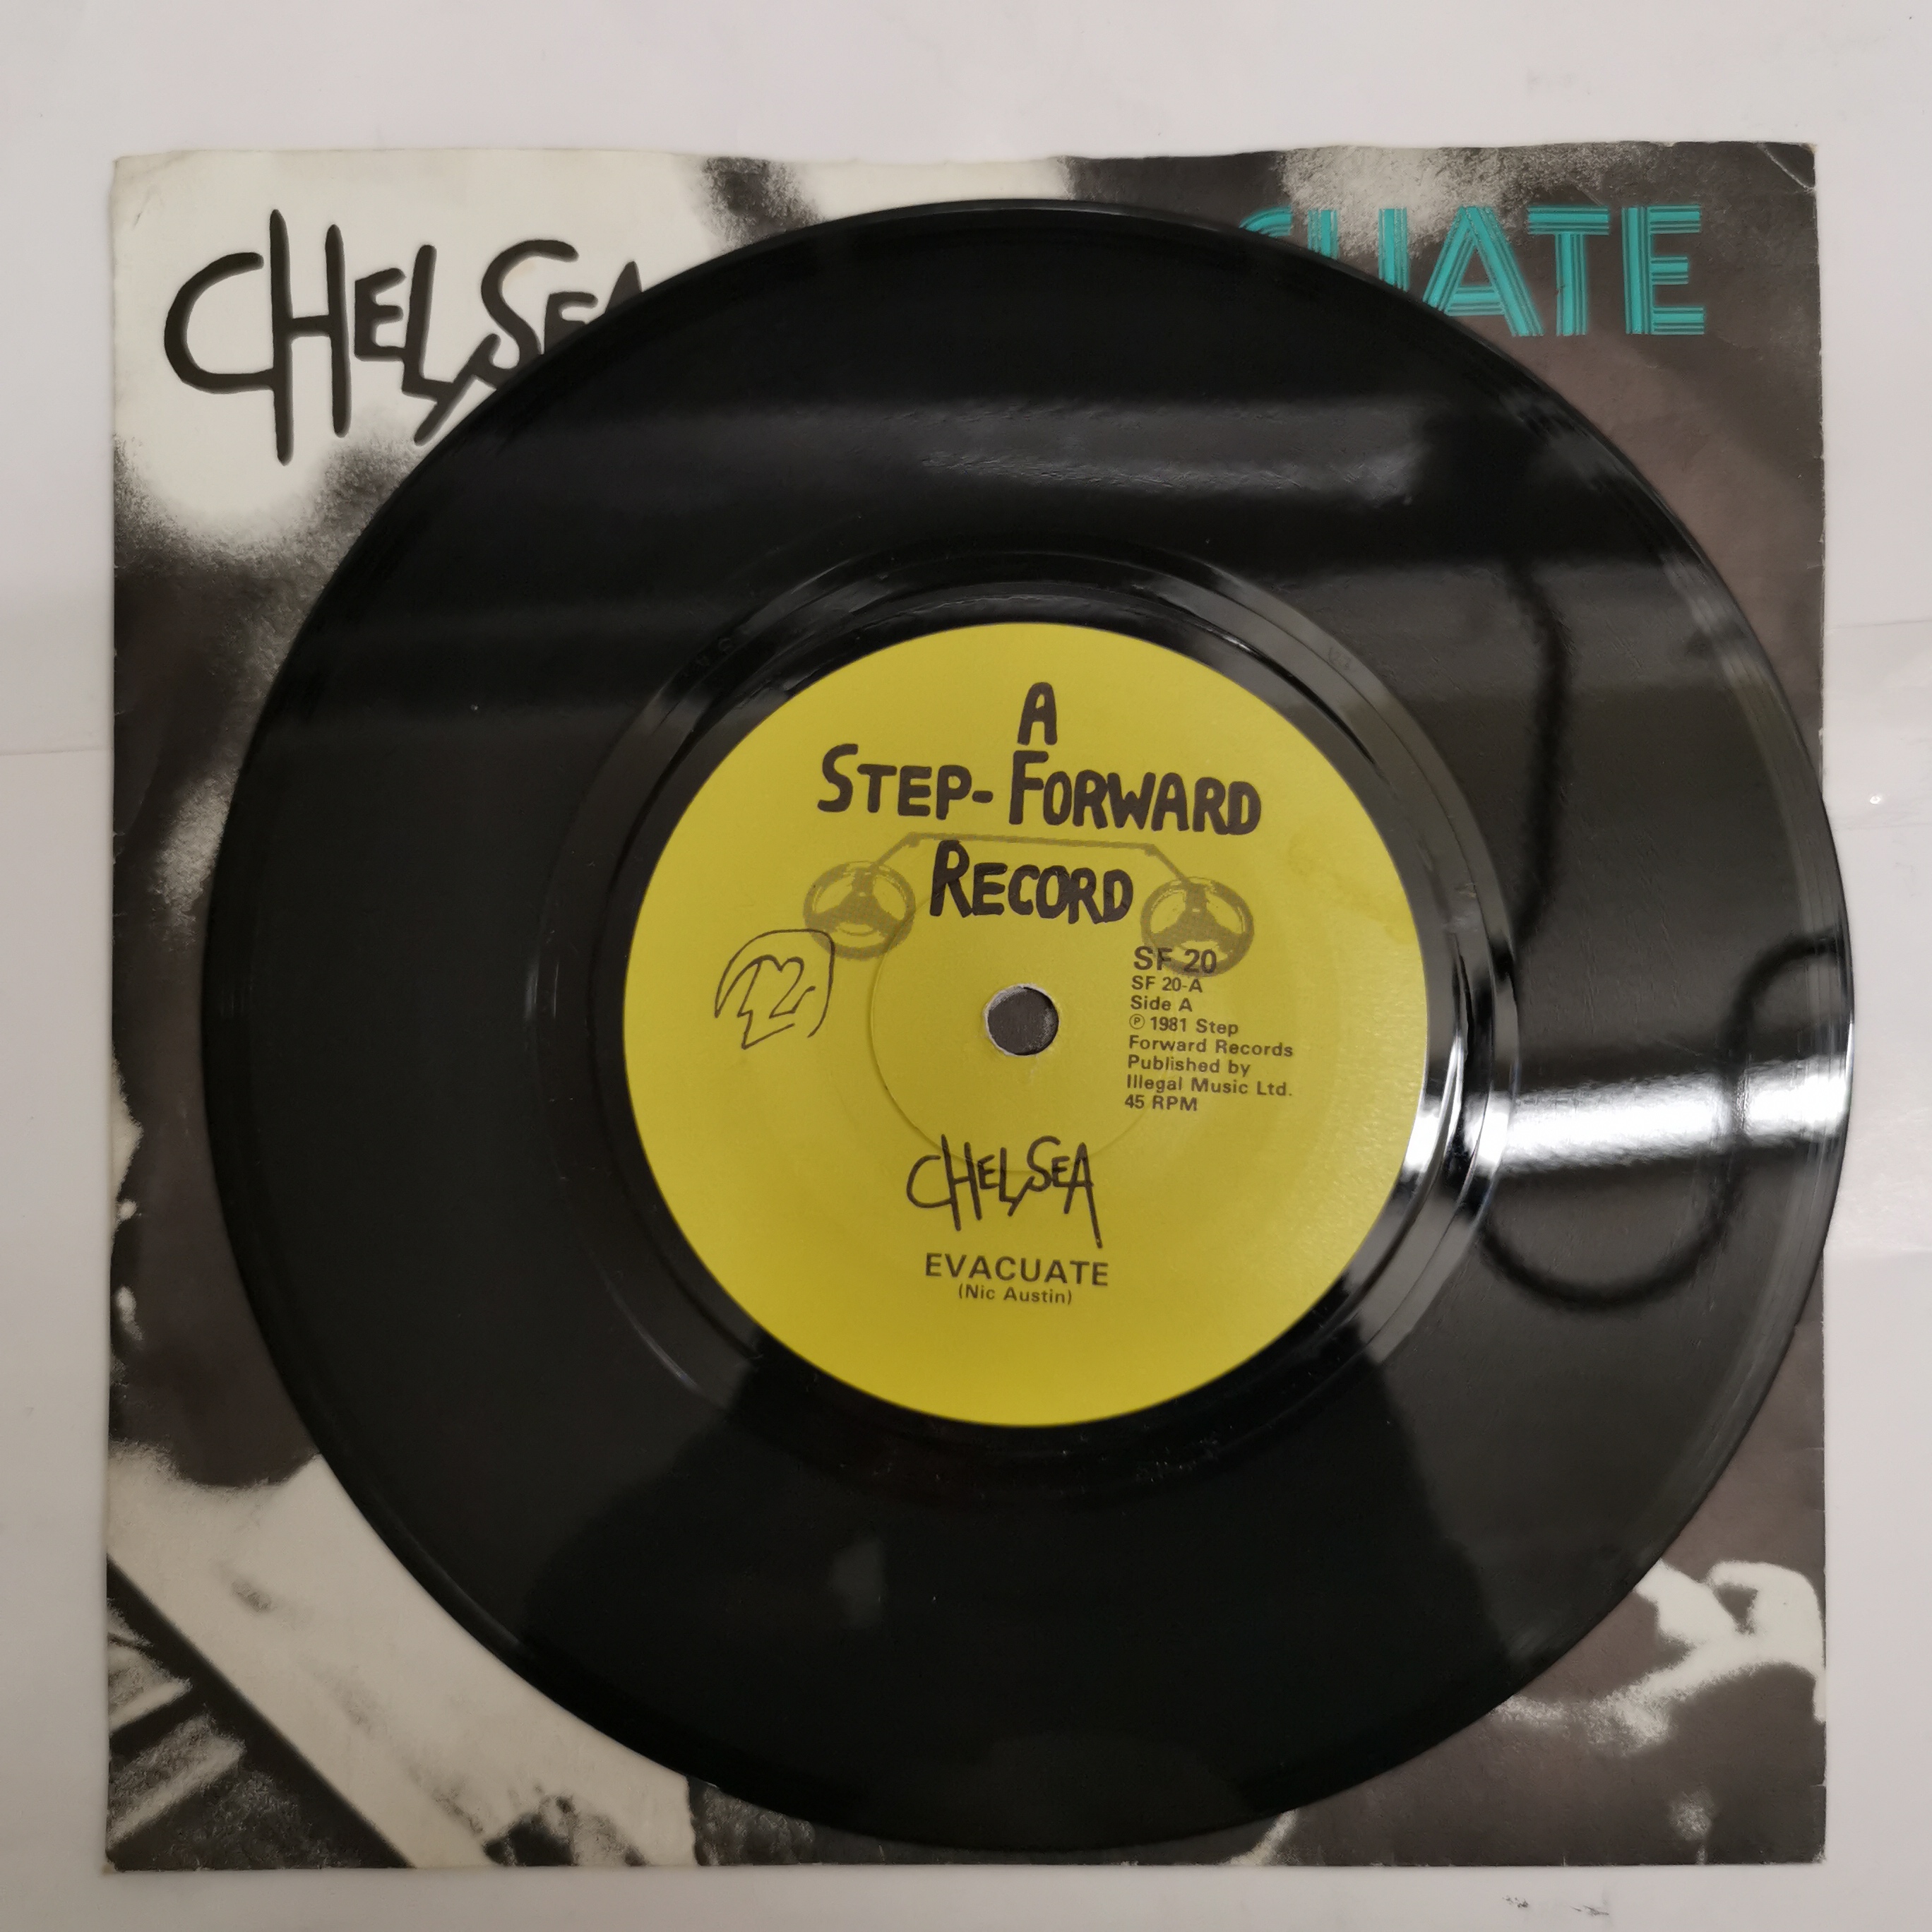 CHELSEA
CUATE
A
STEP-FORWARD
RECORD
SF 20
SF 20-A
Side A
℗ 1981 Step
Forward Records
Published by
Illegal Music Ltd.
45 RPM
CHELSEA
EVACUATE
(Nic Austin)